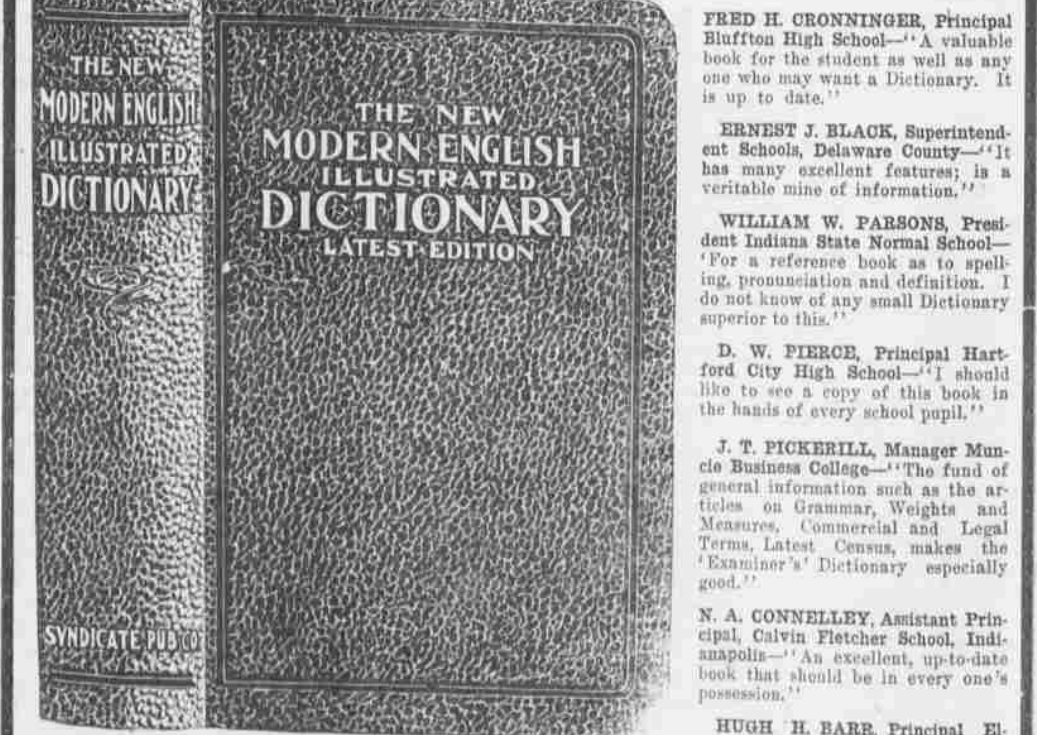 THE NEW
MODERN ENGLISH
ILLUSTRATED
DICTIONARY
SYNDICATE PUB CO
THE NEW
MODERN ENGLISH
ILLUSTRATED
DICTIONARY
LATEST EDITION
FRED H. CRONNINGER, Principal
Bluffton High School—"A valuable
book for the student as well as any
one who may want a Dictionary. It
is up to date."
ERNEST J. BLACK, Superintend-
ent Schools, Delaware County—"It
has many excellent features; is a
veritable mine of information."
WILLIAM W. PARSONS, Presi-
dent Indiana State Normal School—
'For a reference book as to spell-
ing, pronunciation and definition. I
do not know of any small Dictionary
superior to this."
D. W. PIERCE, Principal Hart-
ford City High School—"I should
like to see a copy of this book in
the hands of every school pupil."
J. T. PICKERILL, Manager Mun-
cie Business College—"The fund of
general information such as the ar-
ticles on Grammar, Weights and
Measures, Commercial and Legal
Terms, Latest Census, makes the
'Examiner's' Dictionary especially
good."
N. A. CONNELLEY, Assistant Prin-
cipal, Calvin Fletcher School, Indi-
anapolis—"An excellent, up-to-date
book that should be in every one's
possession."
HUGH H. BARR, Principal El-